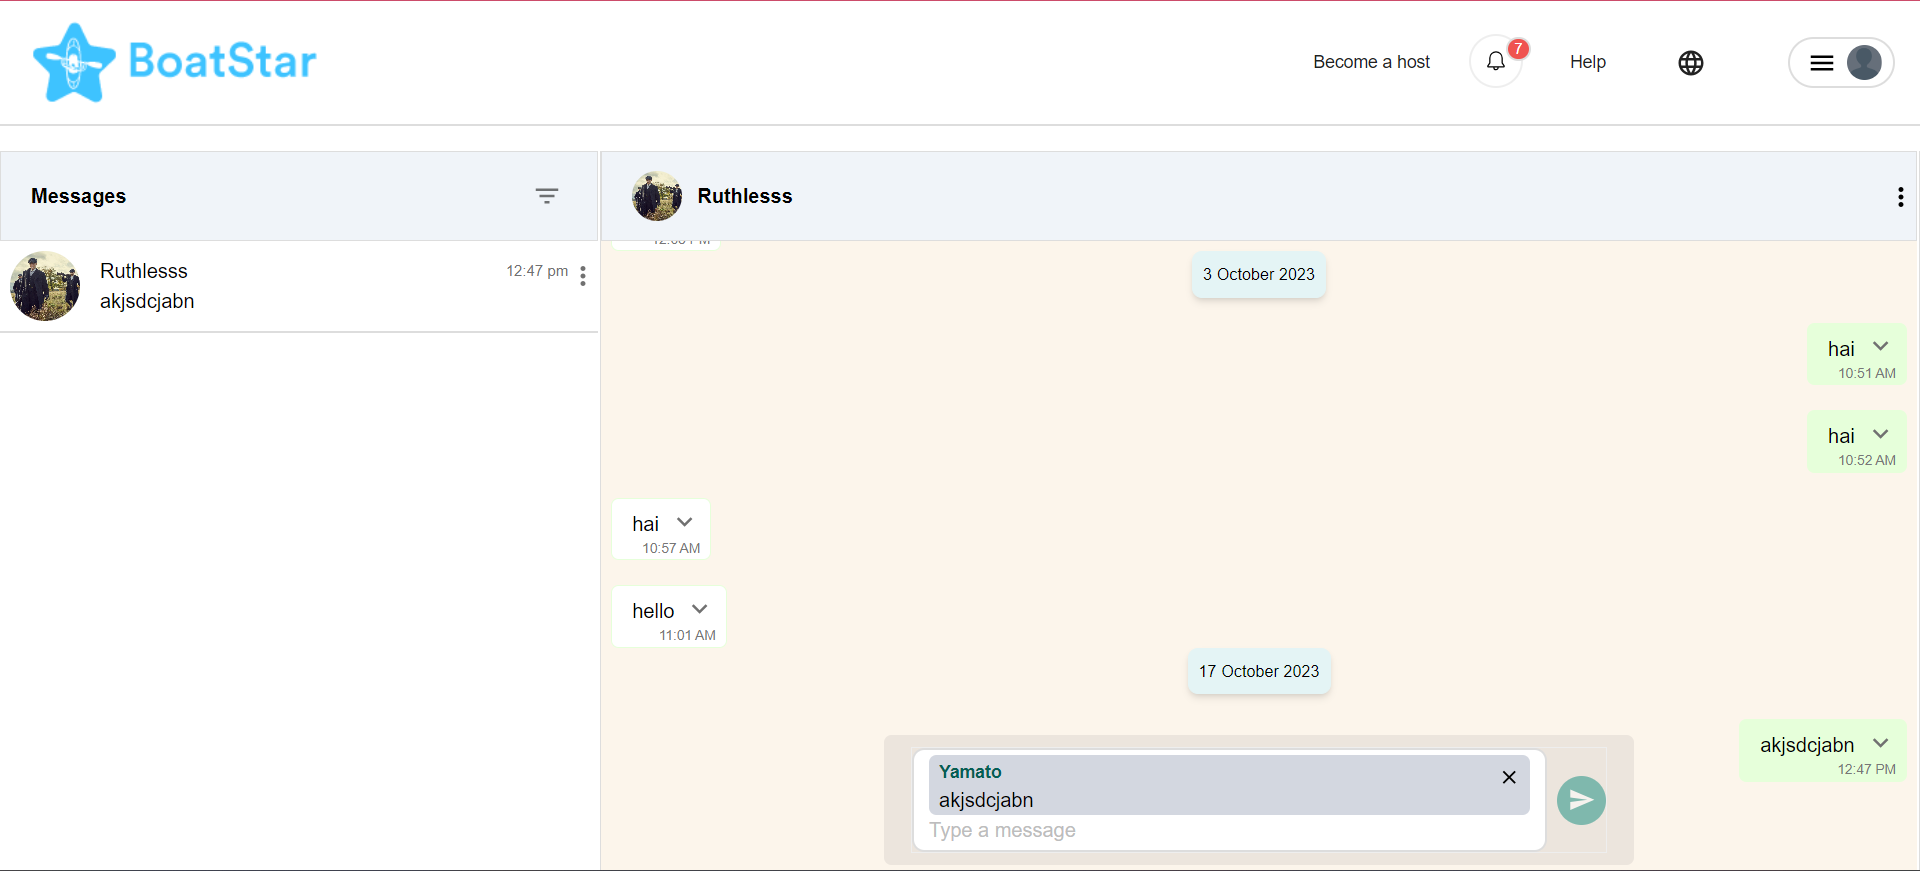 BoatStar
Become a host
7
Help
Messages
Ruthlesss
12:47 pm
akjsdcjabn
Ruthlesss
3 October 2023
hai
10:51 AM
hai
10:52 AM
hai
10:57 AM
hello
11:01 AM
17 October 2023
akjsdcjabn
12:47 PM
Yamato
akjsdcjabn
Type a message